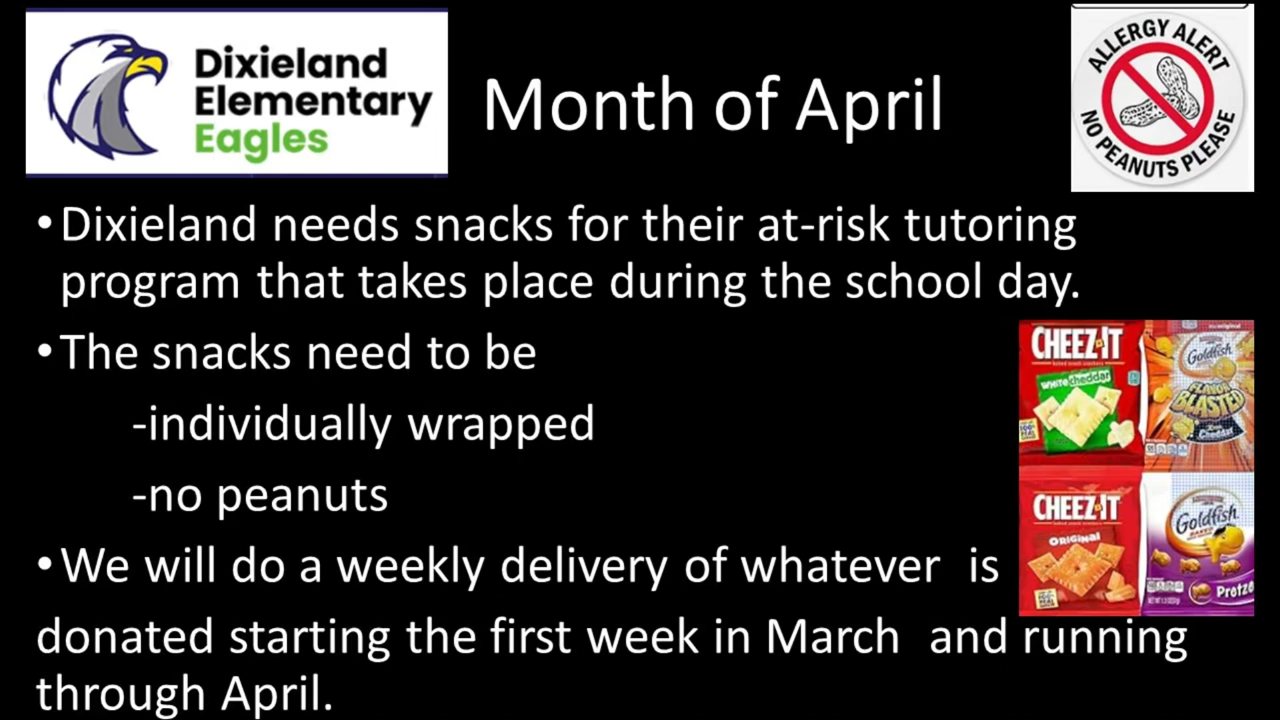 Dixieland
Elementary
Eagles
Month of April
ALLERGY ALERT
NO PEANUTS PLEASE
•Dixieland needs snacks for their at-risk tutoring
program that takes place during the school day.
•The snacks need to be
-individually wrapped
-no peanuts
•We will do a weekly delivery of whatever  is
donated starting the first week in March  and running
through April.
CHEEZ-IT
WHITE cheddar
Goldfish
FLAVOR
BLASTED
Cheddar
CHEEZ-IT
ORIGINAL
Goldfish
BAKED
Pretze